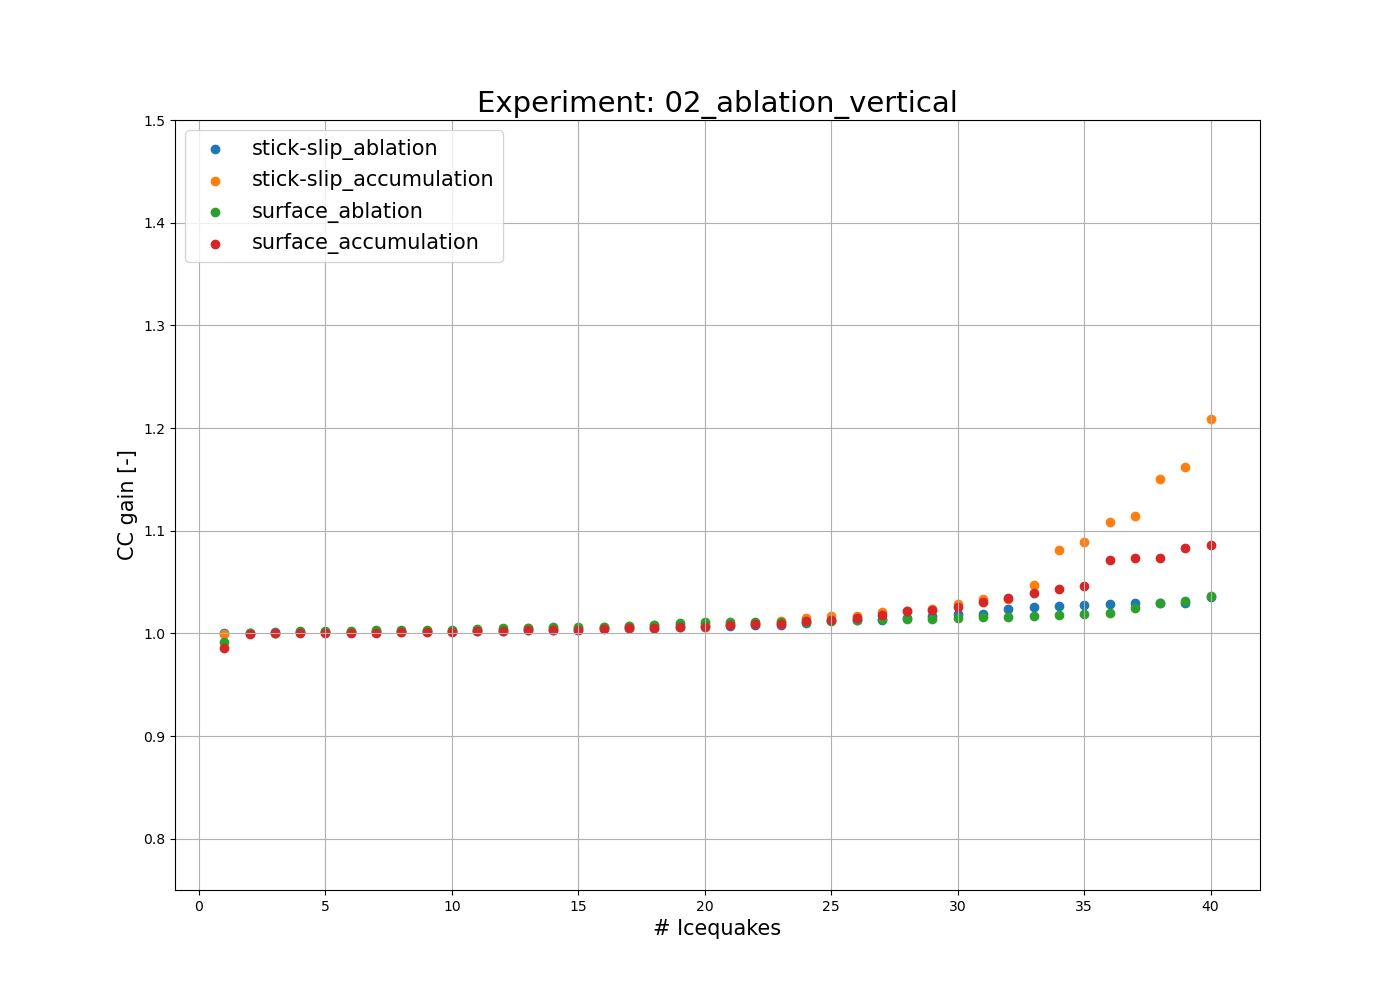 Experiment: 02_ablation_vertical
1.5
stick-slip_ablation
stick-slip_accumulation
surface_ablation
surface_accumulation
1.4
1.3
1.2
1.1
1.0
0.9
0.8
CC gain [-]
0 5 10 15 20 25 30 35 40
# Icequakes